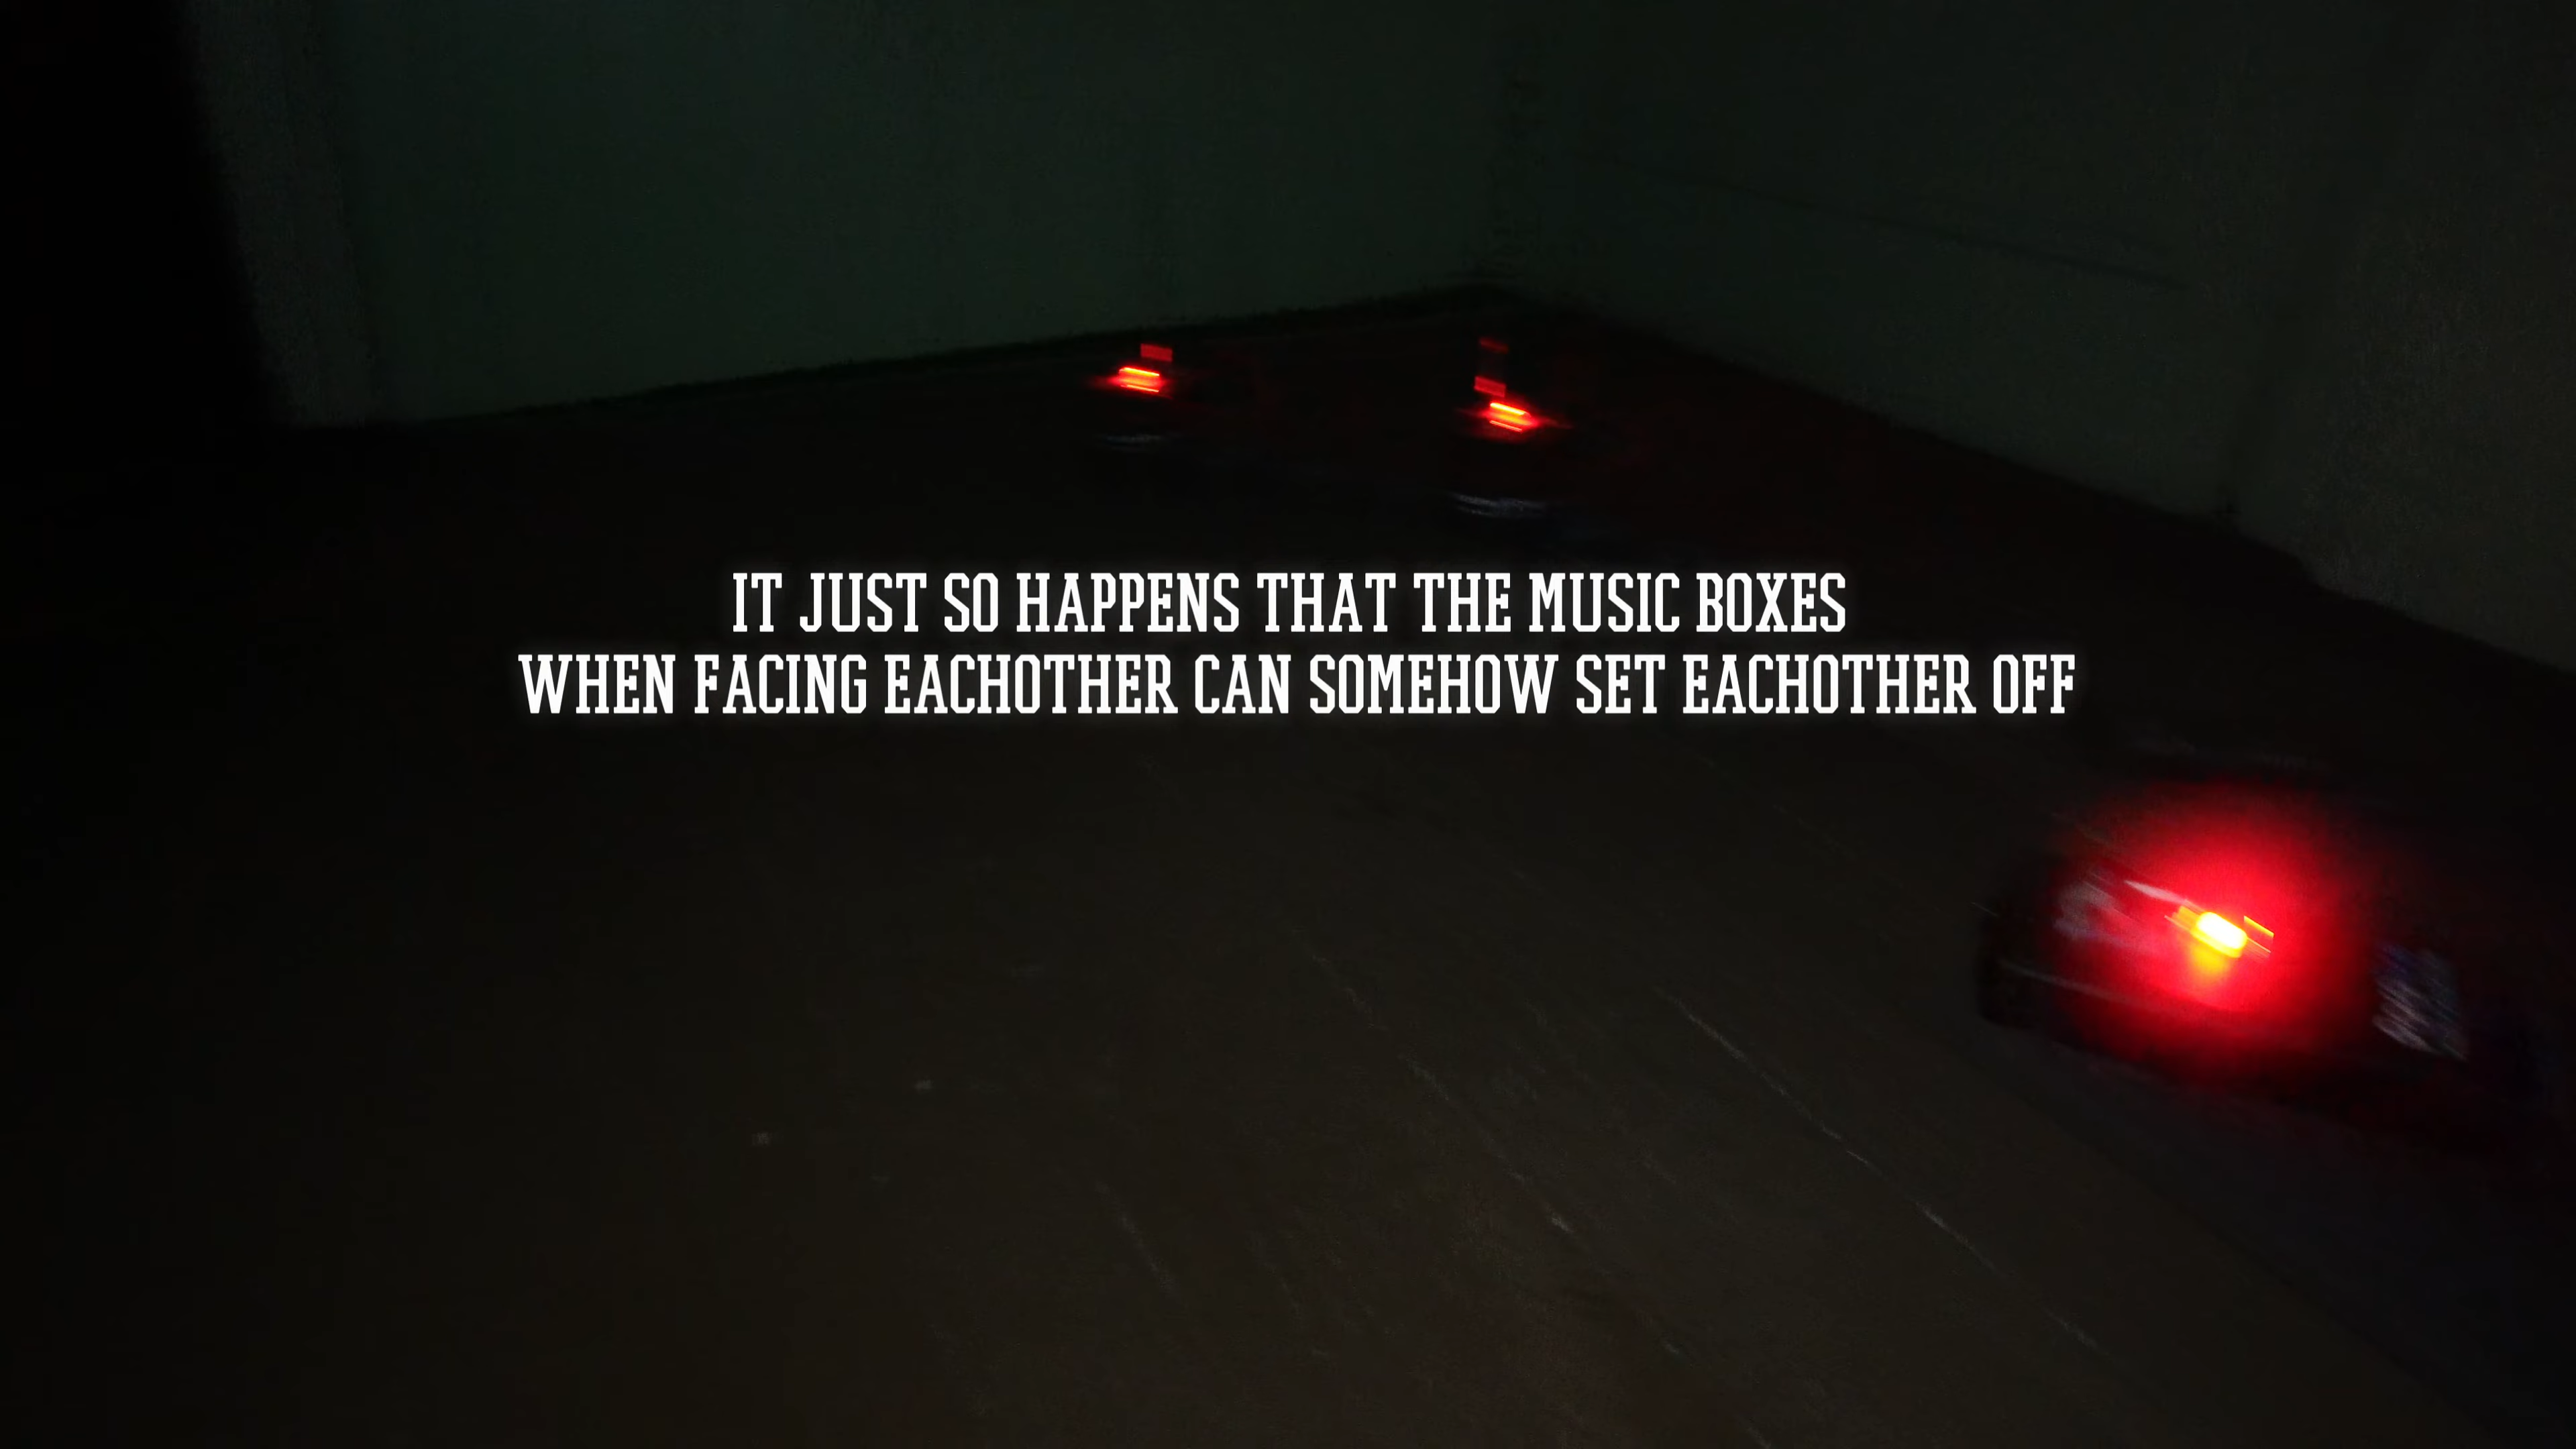 IT JUST SO HAPPENS THAT THE MUSIC BOXES
WHEN FACING EACHOTHER CAN SOMEHOW SET EACHOTHER OFF